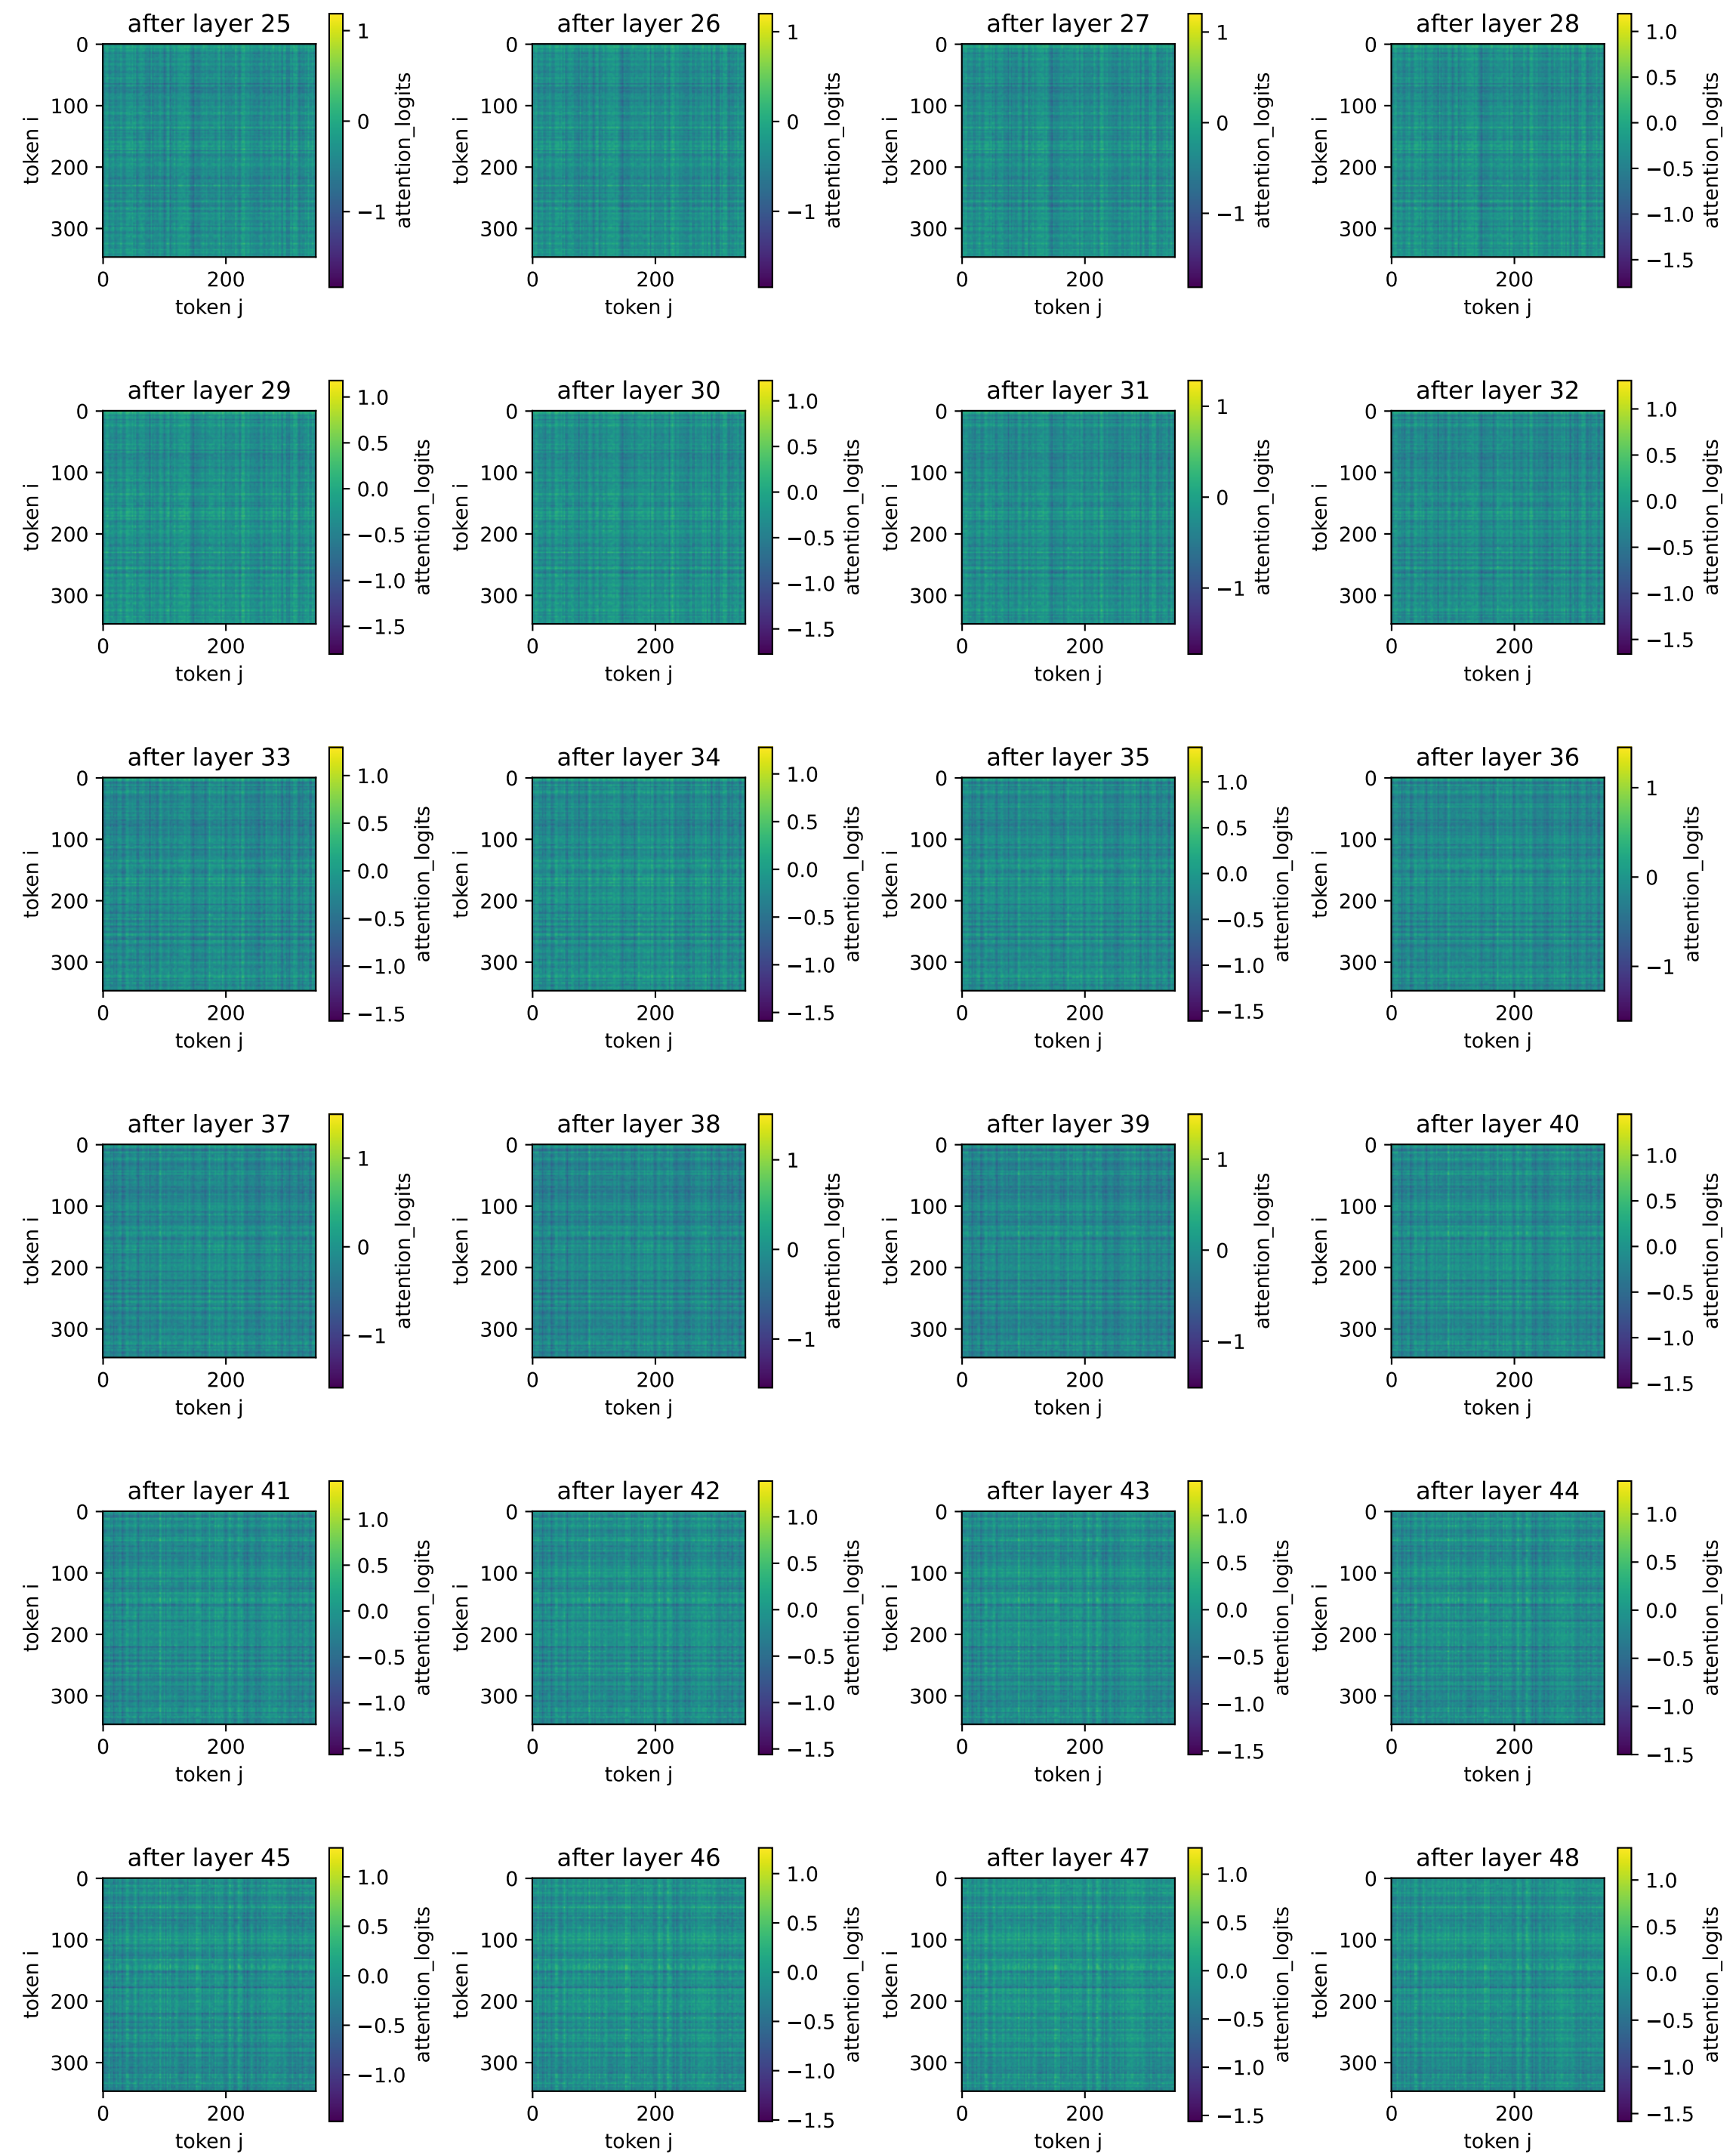 after layer 25
after layer 26
after layer 27
after layer 28
0
100
200
300
token i
0
200
token j
1
0
−1
attention_logits
0
100
200
300
token i
0
200
token j
1
0
−1
attention_logits
0
100
200
300
token i
0
200
token j
1
0
−1
attention_logits
0
100
200
300
token i
0
200
token j
1.0
0.5
0.0
−0.5
−1.0
−1.5
attention_logits
after layer 29
after layer 30
after layer 31
after layer 32
0
100
200
300
token i
0
200
token j
1.0
0.5
0.0
−0.5
−1.0
−1.5
attention_logits
0
100
200
300
token i
0
200
token j
1.0
0.5
0.0
−0.5
−1.0
−1.5
attention_logits
0
100
200
300
token i
0
200
token j
1
0
−1
attention_logits
0
100
200
300
token i
0
200
token j
1.0
0.5
0.0
−0.5
−1.0
−1.5
attention_logits
after layer 33
after layer 34
after layer 35
after layer 36
0
100
200
300
token i
0
200
token j
1.0
0.5
0.0
−0.5
−1.0
−1.5
attention_logits
0
100
200
300
token i
0
200
token j
1.0
0.5
0.0
−0.5
−1.0
−1.5
attention_logits
0
100
200
300
token i
0
200
token j
1.0
0.5
0.0
−0.5
−1.0
−1.5
attention_logits
0
100
200
300
token i
0
200
token j
1
0
−1
attention_logits
after layer 37
after layer 38
after layer 39
after layer 40
0
100
200
300
token i
0
200
token j
1
0
−1
attention_logits
0
100
200
300
token i
0
200
token j
1
0
−1
attention_logits
0
100
200
300
token i
0
200
token j
1
0
−1
attention_logits
0
100
200
300
token i
0
200
token j
1.0
0.5
0.0
−0.5
−1.0
−1.5
attention_logits
after layer 41
after layer 42
after layer 43
after layer 44
0
100
200
300
token i
0
200
token j
1.0
0.5
0.0
−0.5
−1.0
−1.5
attention_logits
0
100
200
300
token i
0
200
token j
1.0
0.5
0.0
−0.5
−1.0
−1.5
attention_logits
0
100
200
300
token i
0
200
token j
1.0
0.5
0.0
−0.5
−1.0
−1.5
attention_logits
0
100
200
300
token i
0
200
token j
1.0
0.5
0.0
−0.5
−1.0
−1.5
attention_logits
after layer 45
after layer 46
after layer 47
after layer 48
0
100
200
300
token i
0
200
token j
1.0
0.5
0.0
−0.5
−1.0
attention_logits
0
100
200
300
token i
0
200
token j
1.0
0.5
0.0
−0.5
−1.0
−1.5
attention_logits
0
100
200
300
token i
0
200
token j
1.0
0.5
0.0
−0.5
−1.0
−1.5
attention_logits
0
100
200
300
token i
0
200
token j
1.0
0.5
0.0
−0.5
−1.0
−1.5
attention_logits